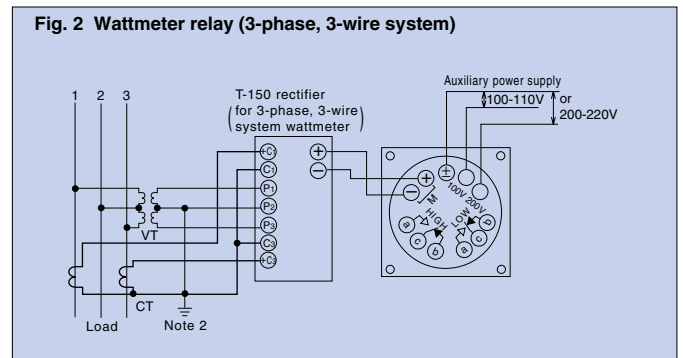 Fig. 2 Wattmeter relay (3-phase, 3-wire system)
Auxiliary power supply
1 2 3
T-150 rectifier
(for 3-phase, 3-wire
system wattmeter)
100-110V
or
200-220V
+C1
C1
P1
P2
P3
C3
+C3
+
−
+
−
M
±
100V 200V
HIGH
LOW
a
c
b
a
c
b
VT
CT
Load
Note 2